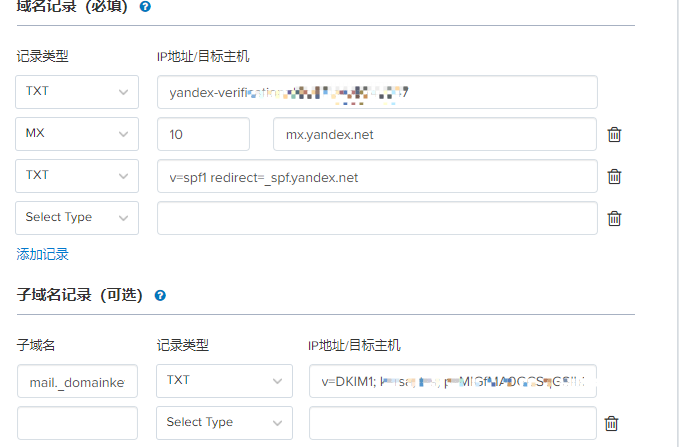 域名记录（必填）
记录类型 IP地址/目标主机
TXT yandex-verification
MX 10 mx.yandex.net
TXT v=spf1 redirect=_spf.yandex.net
Select Type
添加记录
子域名记录（可选）
子域名 记录类型 IP地址/目标主机
mail._domainke TXT v=DKIM1;
Select Type